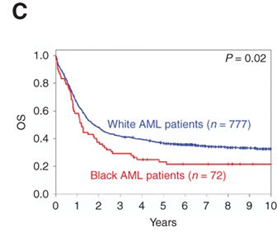 C
P = 0.02
1.0
0.8
0.6
0.4
0.2
0.0
OS
White AML patients (n = 777)
Black AML patients (n = 72)
0 1 2 3 4 5 6 7 8 9 10
Years